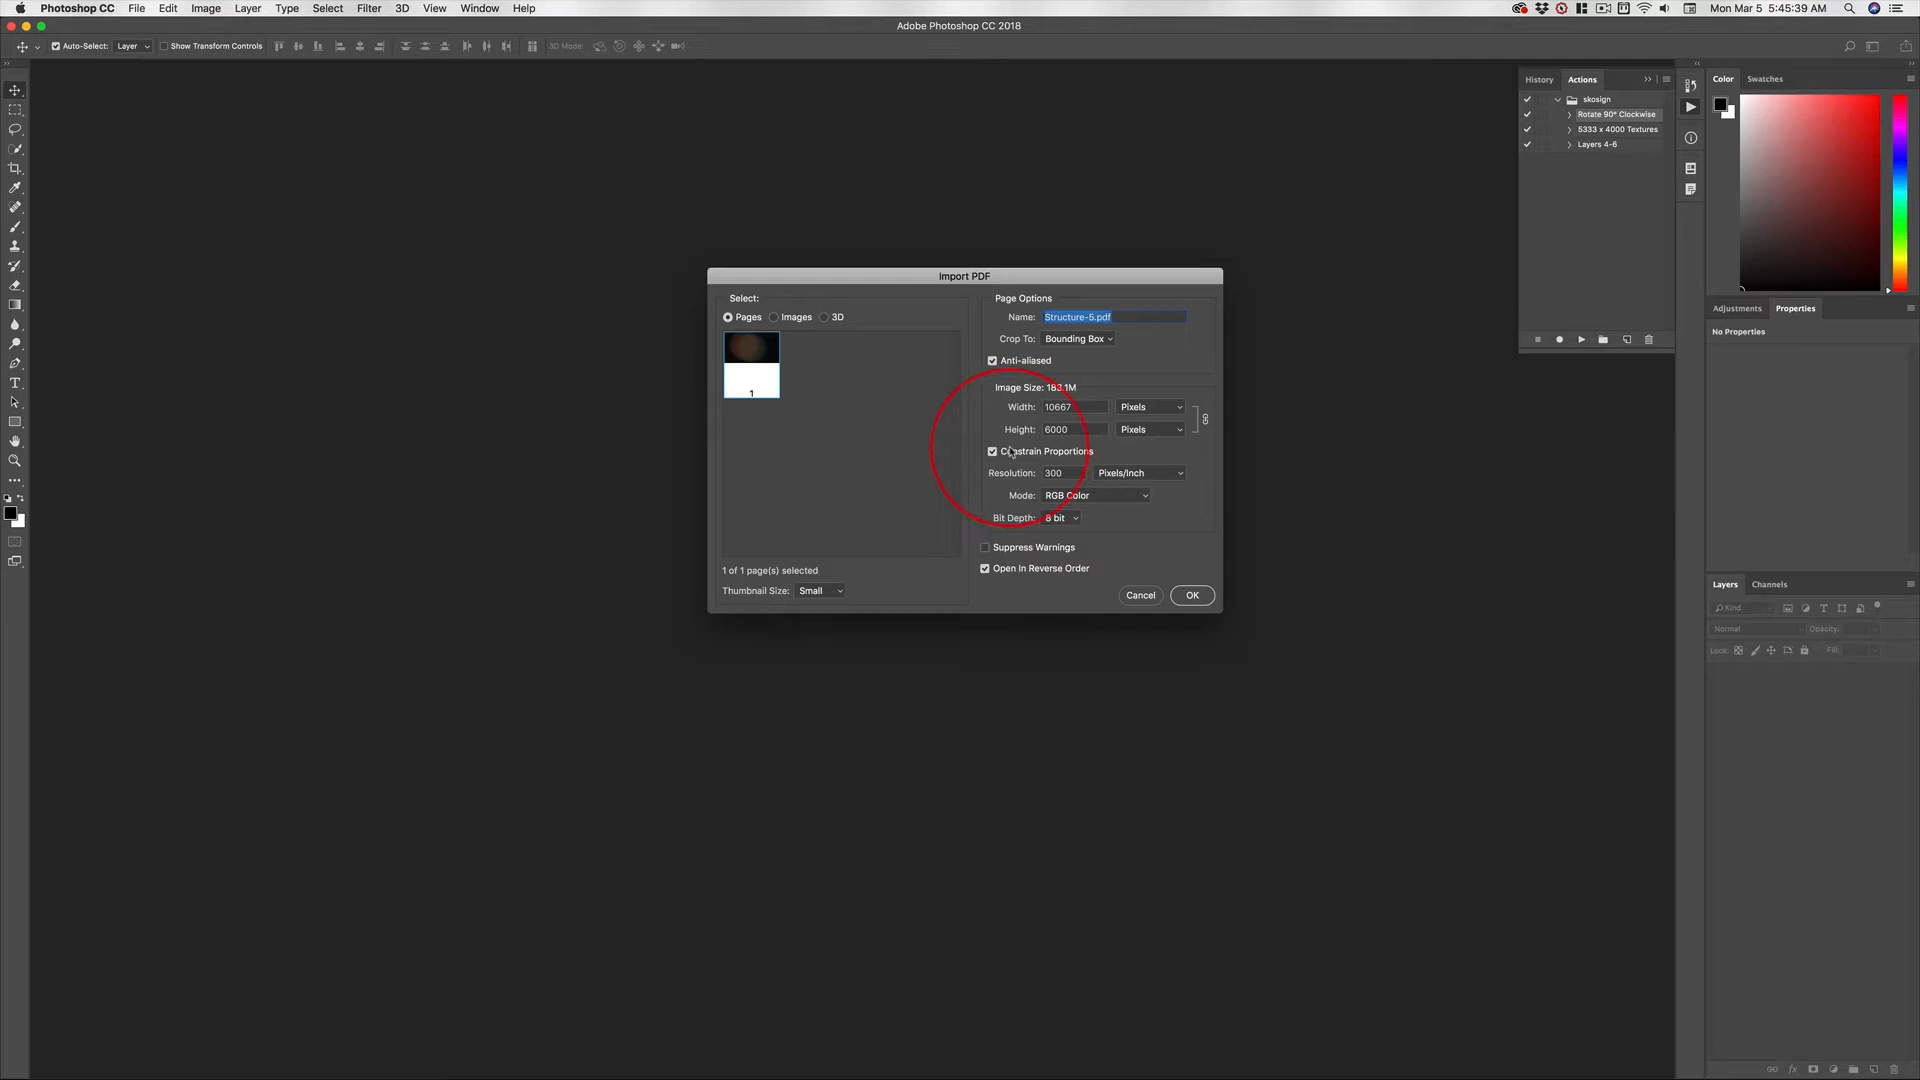 Photoshop CC File Edit Image Layer Type Select Filter 3D View Window Help Mon Mar 5 5:45:39 AM
Adobe Photoshop CC 2018
Auto-Select: Layer Show Transform Controls 3D Mode:
History Actions
skosign
Rotate 90° Clockwise
5333 x 4000 Textures
Layers 4-6
Color Swatches
Adjustments Properties
No Properties
Import PDF
Select:
Pages Images 3D
1
1 of 1 page(s) selected
Thumbnail Size: Small
Page Options
Name: Structure-5.pdf
Crop To: Bounding Box
Anti-aliased
Image Size: 183.1M
Width: 10667 Pixels
Height: 6000 Pixels
Constrain Proportions
Resolution: 300 Pixels/Inch
Mode: RGB Color
Bit Depth: 8 bit
Suppress Warnings
Open In Reverse Order
Cancel OK
Layers Channels
Kind
Normal Opacity:
Lock: Fill: